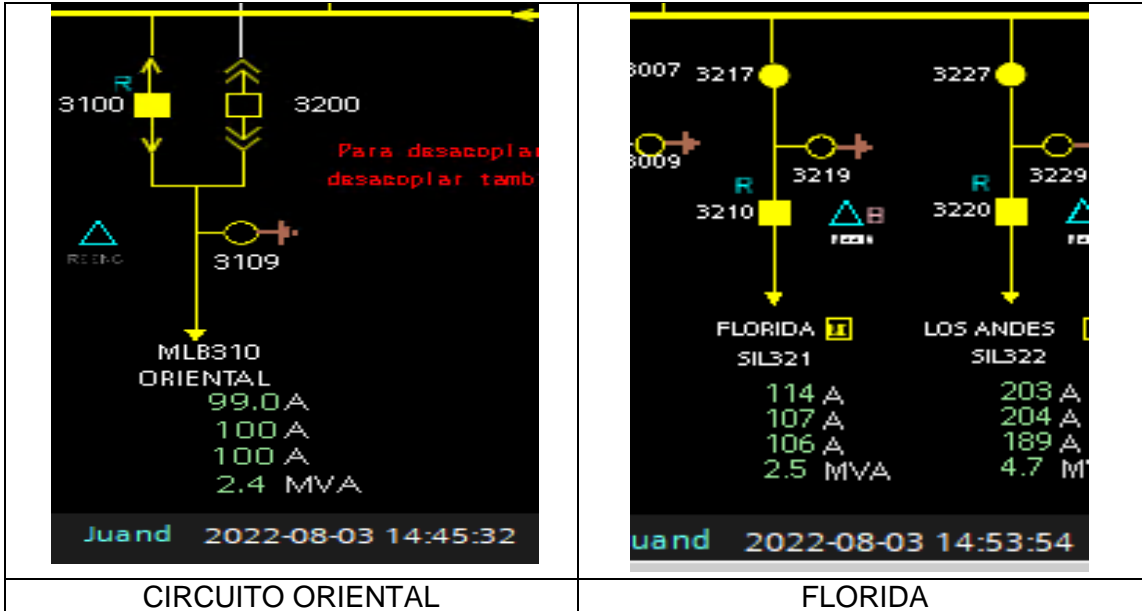 R
3100
3200
Para desacopla
desacoplar tamb
REENG
3109
MLB310
ORIENTAL
99.0 A
100 A
100 A
2.4 MVA
Juand 2022-08-03 14:45:32
CIRCUITO ORIENTAL
3007 3217 3227
3009
3219 3229
R R
3210 3220
FLORIDA LOS ANDES
SIL321 SIL322
114 A 203 A
107 A 204 A
106 A 189 A
2.5 MVA 4.7 M
uand 2022-08-03 14:53:54
FLORIDA